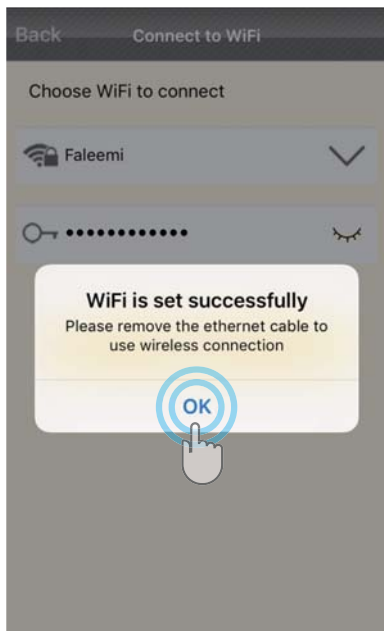 Back Connect to WiFi
Choose WiFi to connect
Faleemi
••••••••••••
WiFi is set successfully
Please remove the ethernet cable to
use wireless connection
OK